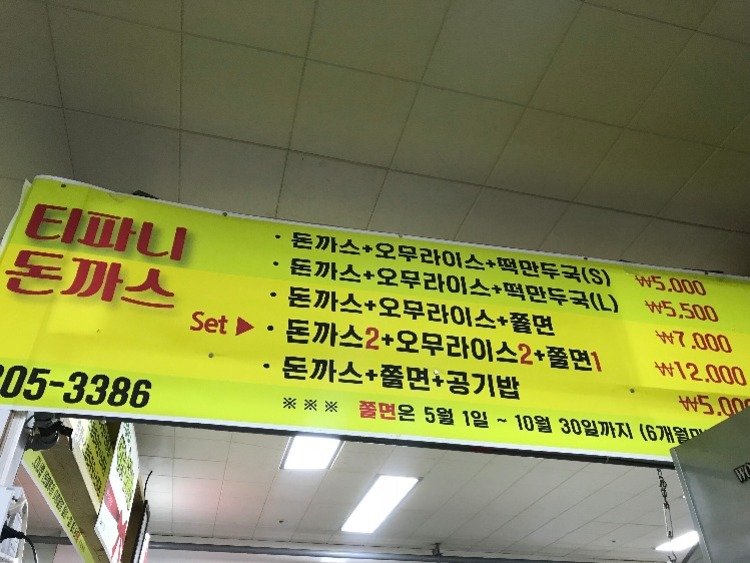 티파니
돈까스
Set ▶
805-3386
· 돈까스+오무라이스+떡만두국(S) ₩5,000
· 돈까스+오무라이스+떡만두국(L) ₩5,500
· 돈까스+오무라이스+쫄면 ₩7,000
· 돈까스2+오무라이스2+쫄면1 ₩12,000
· 돈까스+쫄면+공기밥 ₩5,000
※※※ 쫄면은 5월 1일 ~ 10월 30일까지 (6개월